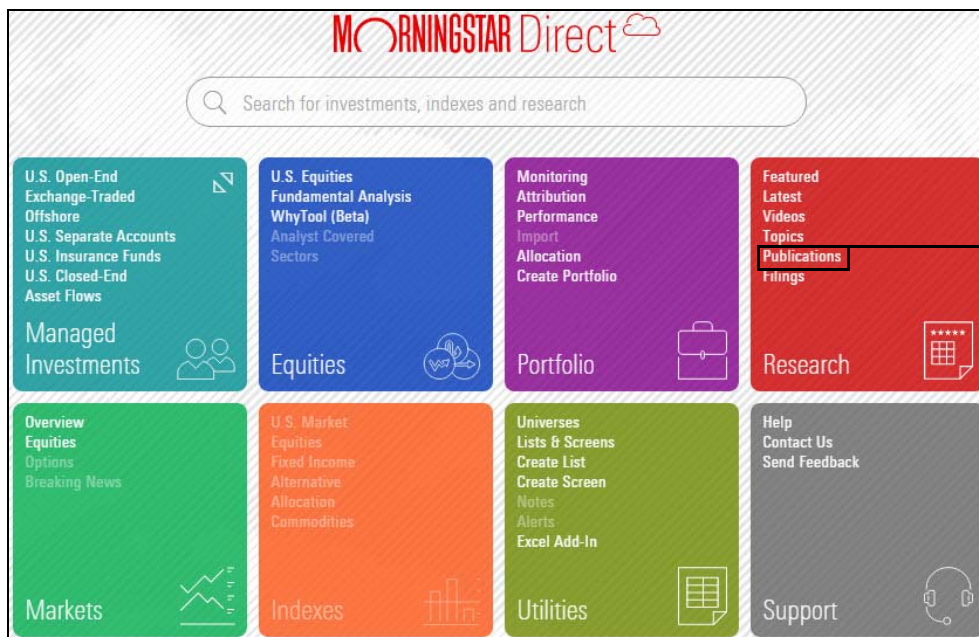 MORNINGSTAR Direct
Search for investments, indexes and research
U.S. Open-End
Exchange-Traded
Offshore
U.S. Separate Accounts
U.S. Insurance Funds
U.S. Closed-End
Asset Flows
Managed
Investments
U.S. Equities
Fundamental Analysis
WhyTool (Beta)
Analyst Covered
Sectors
Equities
Monitoring
Attribution
Performance
Import
Allocation
Create Portfolio
Portfolio
Featured
Latest
Videos
Topics
Publications
Filings
Research
Overview
Equities
Options
Breaking News
Markets
U.S. Market
Equities
Fixed Income
Alternative
Allocation
Commodities
Indexes
Universes
Lists & Screens
Create List
Create Screen
Notes
Alerts
Excel Add-In
Utilities
Help
Contact Us
Send Feedback
Support